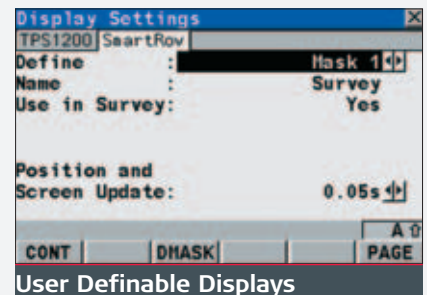 Display Settings
TPS1200 SmartRov
Define : Mask 1
Name : Survey
Use in Survey: Yes
Position and
Screen Update: 0.05s
A
CONT DMASK PAGE
User Definable Displays